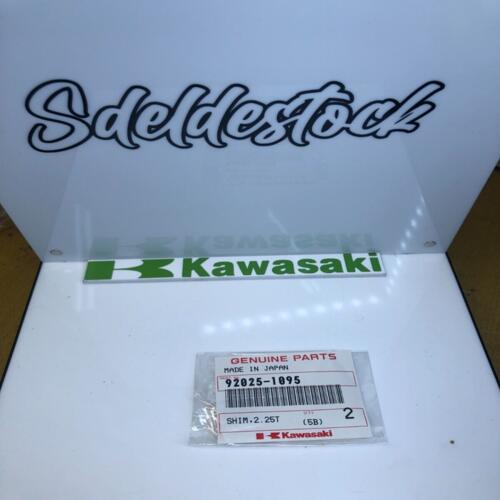 Sdeldestock
Kawasaki
GENUINE PARTS
MADE IN JAPAN
92025-1095
SHIM,2.25T
(5B)
2
Kawasaki